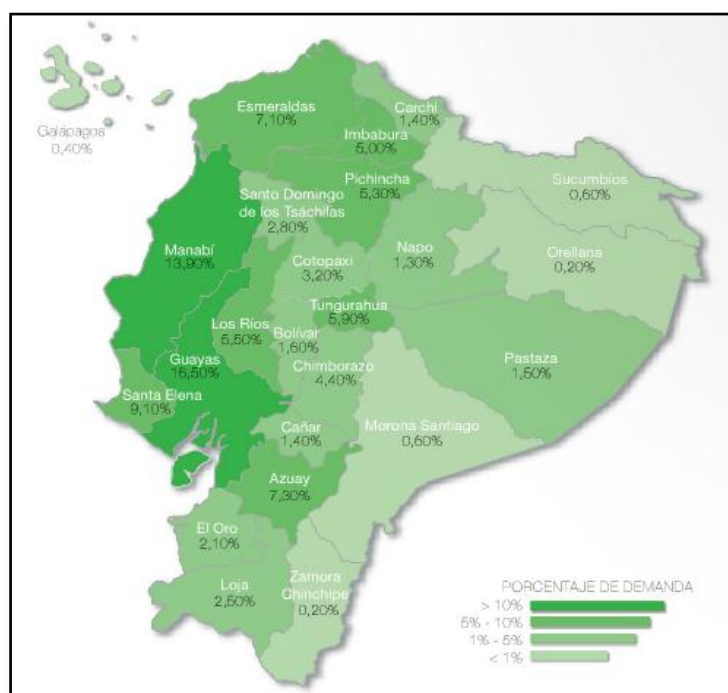 Esmeraldas
7,10%
Carchi
1,40%
Galápagos
0,40%
Imbabura
5,00%
Pichincha
5,30%
Sucumbíos
0,60%
Santo Domingo
de los Tsáchilas
2,80%
Manabí
13,90%
Napo
1,30%
Orellana
0,20%
Cotopaxi
3,20%
Tungurahua
5,90%
Los Ríos
5,50%
Bolívar
1,60%
Guayas
16,50%
Chimborazo
4,40%
Pastaza
1,50%
Santa Elena
9,10%
Cañar
1,40%
Morona Santiago
0,60%
Azuay
7,30%
El Oro
2,10%
Loja
2,50%
Zamora
Chinchipe
0,20%
PORCENTAJE DE DEMANDA
> 10%
5% - 10%
1% - 5%
< 1%